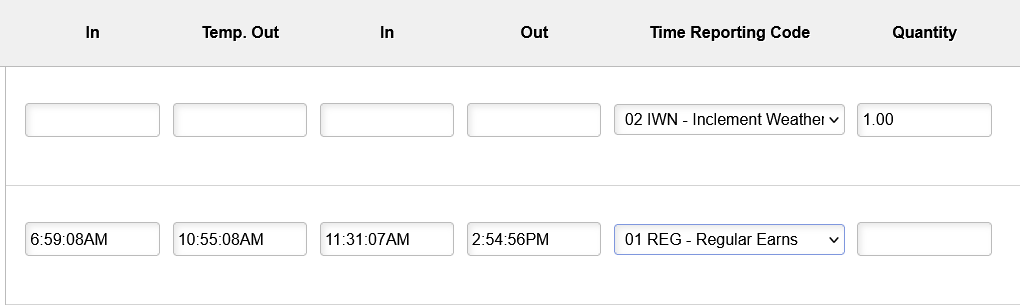 In Temp. Out In Out Time Reporting Code Quantity
02 IWN - Inclement Weather 1.00
6:59:08AM 10:55:08AM 11:31:07AM 2:54:56PM 01 REG - Regular Earns